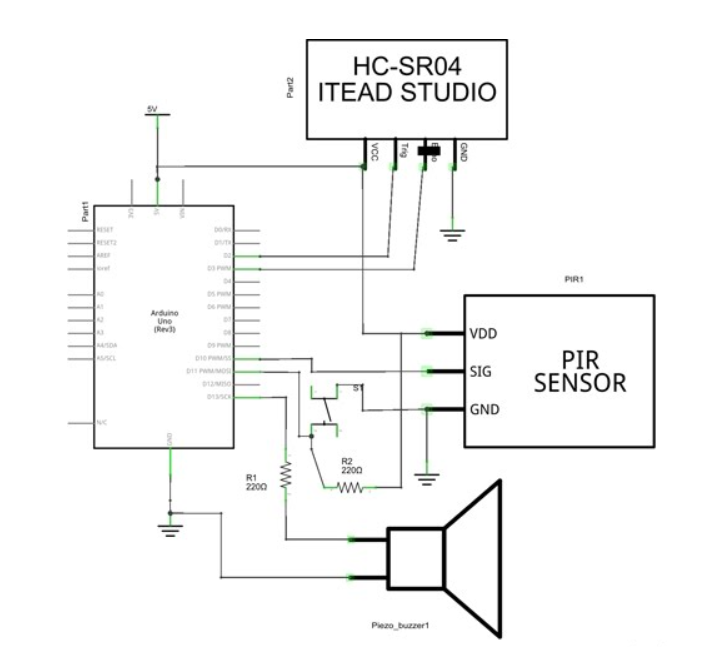 HC-SR04
ITEAD STUDIO
Part2
VCC
Trig
GND
5V
Part1
3V3
5V
VIN
RESET
RESET2
AREF
ioref
A0
A1
A2
A3
A4/SDA
A5/SCL
N/C
Arduino
Uno
(Rev3)
D0/RX
D1/TX
D2
D3 PWM
D4
D5 PWM
D6 PWM
D7
D8
D9 PWM
D10 PWM/SS
D11 PWM/MOSI
D12/MISO
D13/SCK
GND
PIR1
VDD
SIG
GND
PIR
SENSOR
S1
R1
220Ω
R2
220Ω
Piezo_buzzer1